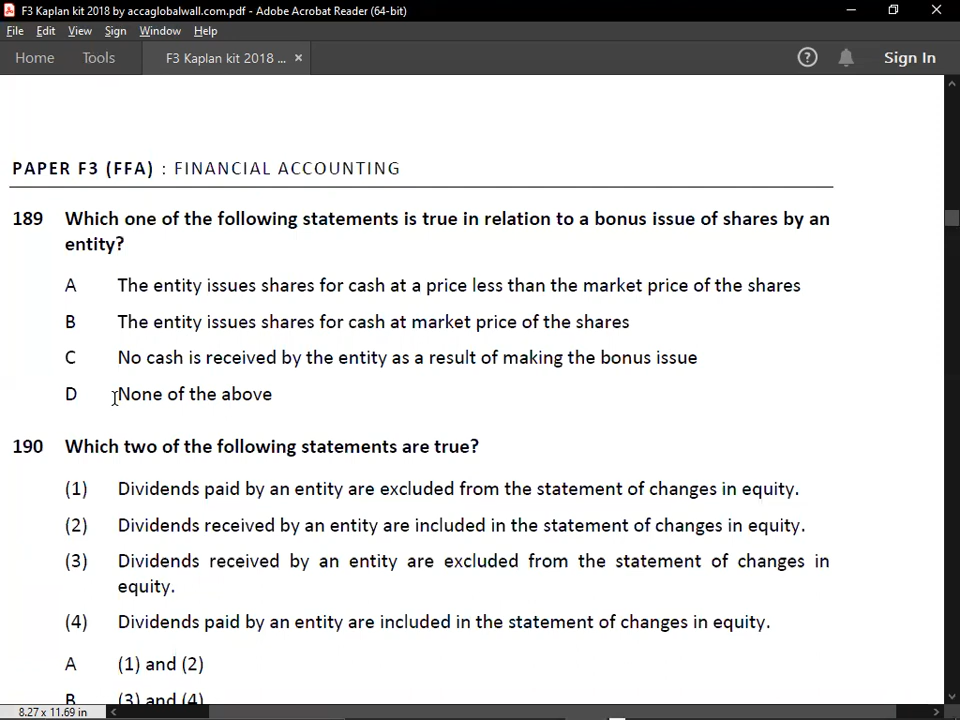 F3 Kaplan kit 2018 by accaglobalwall.com.pdf - Adobe Acrobat Reader (64-bit)
File Edit View Sign Window Help
Home Tools F3 Kaplan kit 2018 ... × Sign In
PAPER F3 (FFA) : FINANCIAL ACCOUNTING
189 Which one of the following statements is true in relation to a bonus issue of shares by an
entity?
A The entity issues shares for cash at a price less than the market price of the shares
B The entity issues shares for cash at market price of the shares
C No cash is received by the entity as a result of making the bonus issue
D None of the above
190 Which two of the following statements are true?
(1) Dividends paid by an entity are excluded from the statement of changes in equity.
(2) Dividends received by an entity are included in the statement of changes in equity.
(3) Dividends received by an entity are excluded from the statement of changes in
equity.
(4) Dividends paid by an entity are included in the statement of changes in equity.
A (1) and (2)
B (3) and (4)
8.27 x 11.69 in